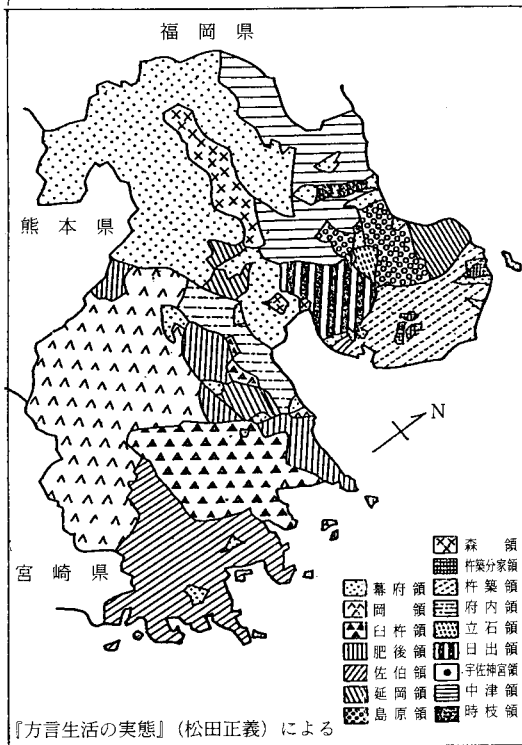 福岡県
熊本県
N
宮崎県
森領
杵築分家領
幕府領
杵築領
岡領
府内領
臼杵領
立石領
肥後領
日出領
佐伯領
宇佐神宮領
延岡領
中津領
島原領
時枝領
『方言生活の実態』(松田正義)による